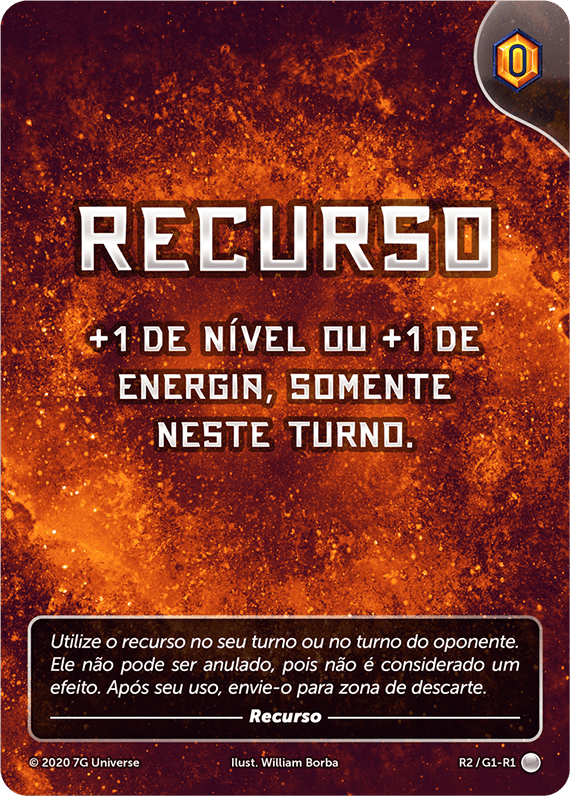 0
RECURSO
+1 DE NÍVEL OU +1 DE
ENERGIA, SOMENTE
NESTE TURNO.
Utilize o recurso no seu turno ou no turno do oponente.
Ele não pode ser anulado, pois não é considerado um
efeito. Após seu uso, envie-o para zona de descarte.
Recurso
© 2020 7G Universe Ilust. William Borba R2 / G1-R1